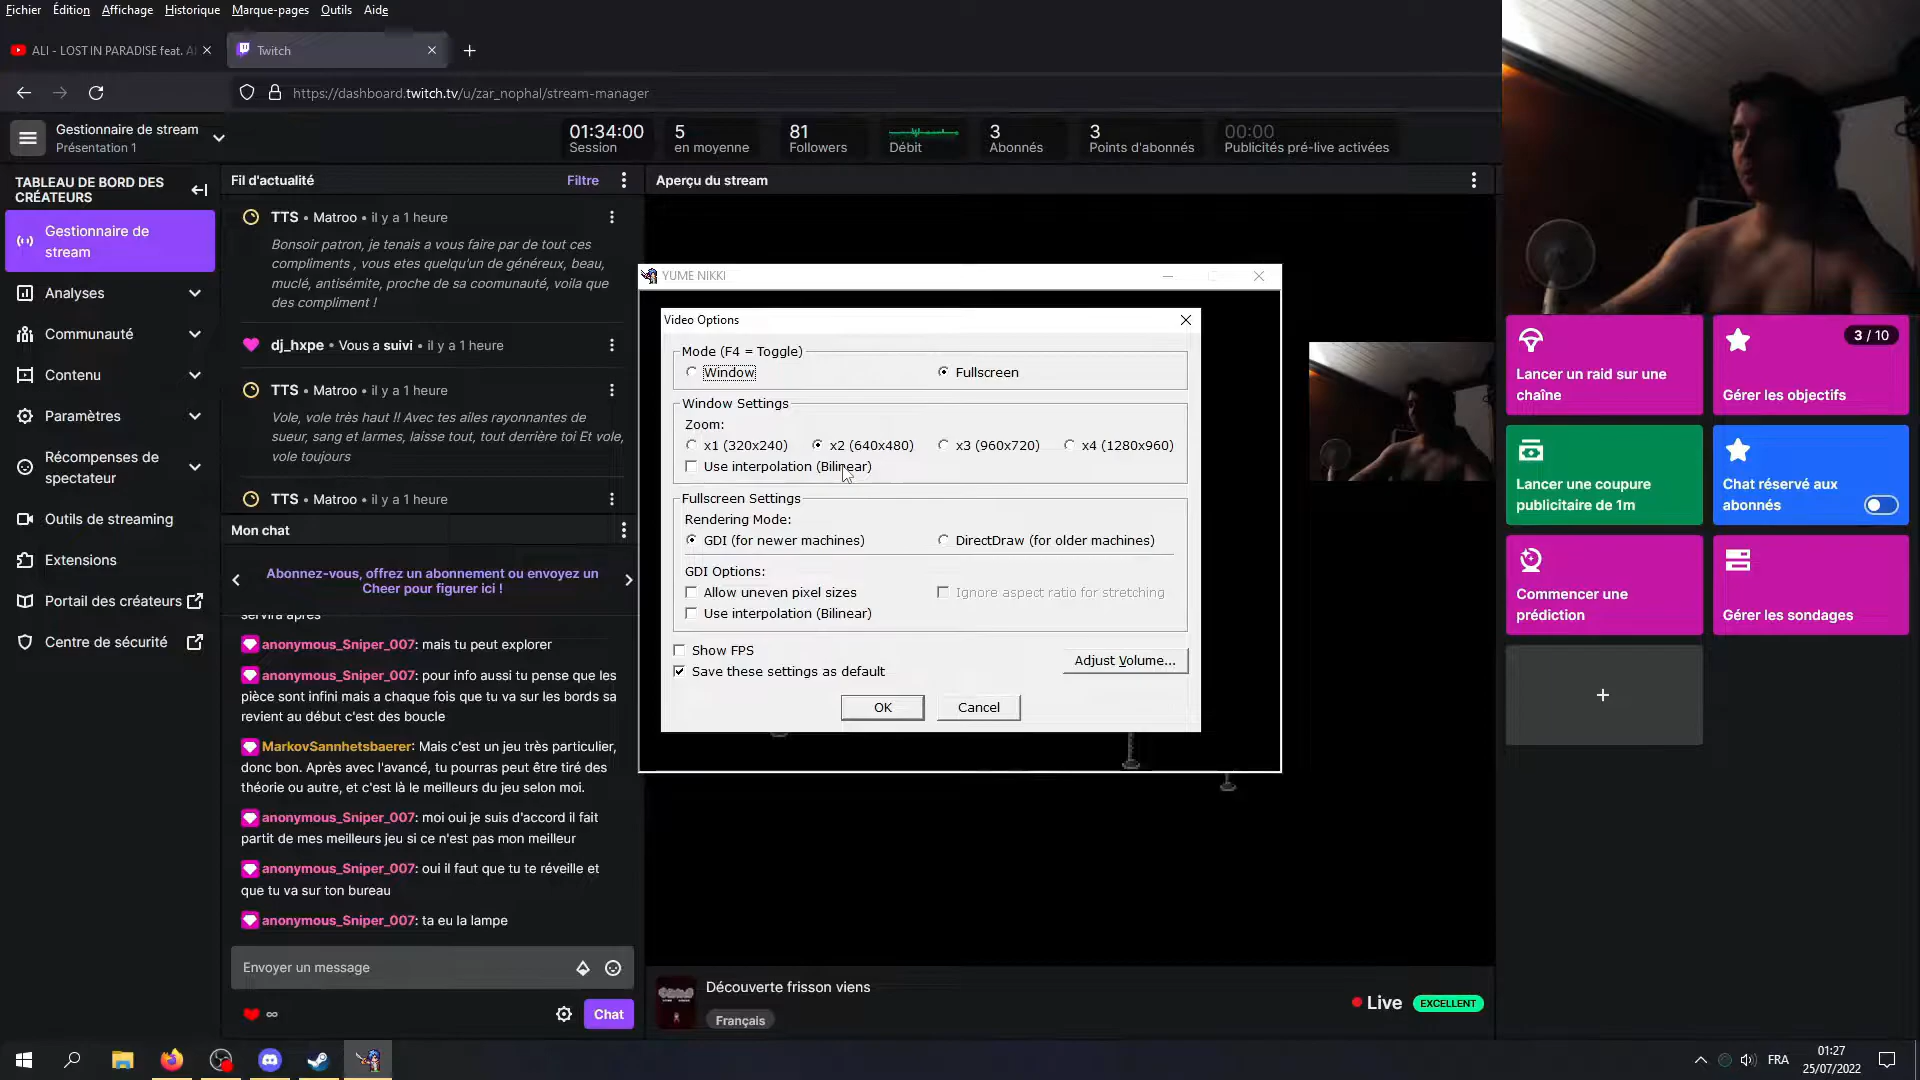 Fichier Édition Affichage Historique Marque-pages Outils Aide
ALI - LOST IN PARADISE feat. A
Twitch
https://dashboard.twitch.tv/u/zar_nophal/stream-manager
Gestionnaire de stream
Présentation 1
01:34:00
Session
5
en moyenne
81
Followers
Débit
3
Abonnés
3
Points d'abonnés
00:00
Publicités pré-live activées
TABLEAU DE BORD DES
CRÉATEURS
Gestionnaire de
stream
Analyses
Communauté
Contenu
Paramètres
Récompenses de
spectateur
Outils de streaming
Extensions
Portail des créateurs
Centre de sécurité
Fil d'actualité
Filtre
TTS • Matroo • il y a 1 heure
Bonsoir patron, je tenais a vous faire par de tout ces
compliments , vous etes quelqu'un de généreux, beau,
muclé, antisémite, proche de sa coomunauté, voila que
des compliment !
dj_hxpe • Vous a suivi • il y a 1 heure
TTS • Matroo • il y a 1 heure
Vole, vole très haut !! Avec tes ailes rayonnantes de
sueur, sang et larmes, laisse tout, tout derrière toi Et vole,
vole toujours
TTS • Matroo • il y a 1 heure
Mon chat
Abonnez-vous, offrez un abonnement ou envoyez un
Cheer pour figurer ici !
servira après
anonymous_Sniper_007: mais tu peut explorer
anonymous_Sniper_007: pour info aussi tu pense que les
pièce sont infini mais a chaque fois que tu va sur les bords sa
revient au début c'est des boucle
MarkovSannhetsbaerer: Mais c'est un jeu très particulier,
donc bon. Après avec l'avancé, tu pourras peut être tiré des
théorie ou autre, et c'est là le meilleurs du jeu selon moi.
anonymous_Sniper_007: moi oui je suis d'accord il fait
partit de mes meilleurs jeu si ce n'est pas mon meilleur
anonymous_Sniper_007: oui il faut que tu te réveille et
que tu va sur ton bureau
anonymous_Sniper_007: ta eu la lampe
Envoyer un message
∞
Chat
Aperçu du stream
YUME NIKKI
Video Options
Mode (F4 = Toggle)
Window
Fullscreen
Window Settings
Zoom:
x1 (320x240) x2 (640x480) x3 (960x720) x4 (1280x960)
Use interpolation (Bilinear)
Fullscreen Settings
Rendering Mode:
GDI (for newer machines)
DirectDraw (for older machines)
GDI Options:
Allow uneven pixel sizes
Ignore aspect ratio for stretching
Use interpolation (Bilinear)
Show FPS
Save these settings as default
Adjust Volume...
OK
Cancel
Découverte frisson viens
Français
Live
EXCELLENT
Lancer un raid sur une
chaîne
3 / 10
Gérer les objectifs
Lancer une coupure
publicitaire de 1m
Chat réservé aux
abonnés
Commencer une
prédiction
Gérer les sondages
FRA
01:27
25/07/2022